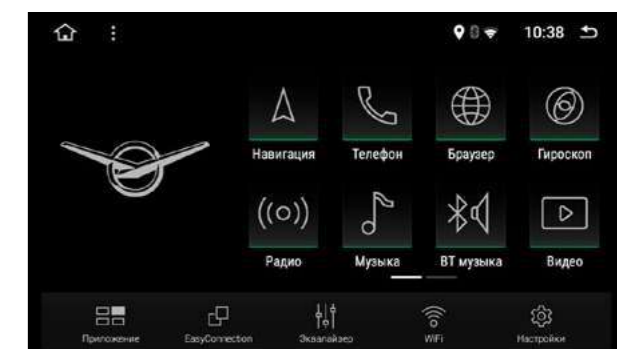 10:38
Навигация Телефон Браузер Гироскоп
Радио Музыка BT музыка Видео
Приложение EasyConnection Эквалайзер WiFi Настройки